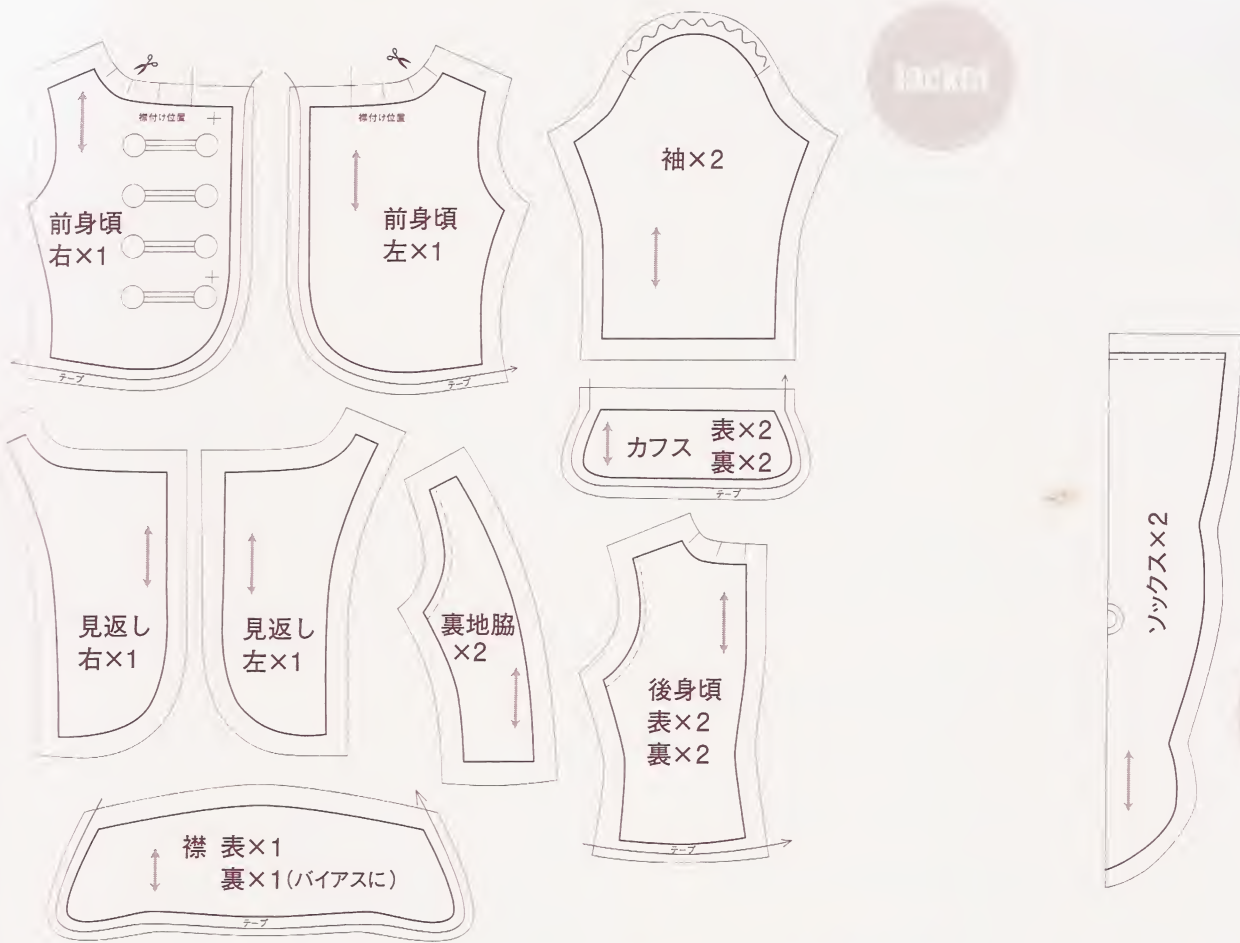 襟付け位置
襟付け位置
前身頃
右×1
前身頃
左×1
テープ
テープ
袖×2
カフス
表×2
裏×2
テープ
見返し
右×1
見返し
左×1
裏地脇
×2
後身頃
表×2
裏×2
テープ
襟 表×1
裏×1(バイアスに)
テープ
ソックス×2